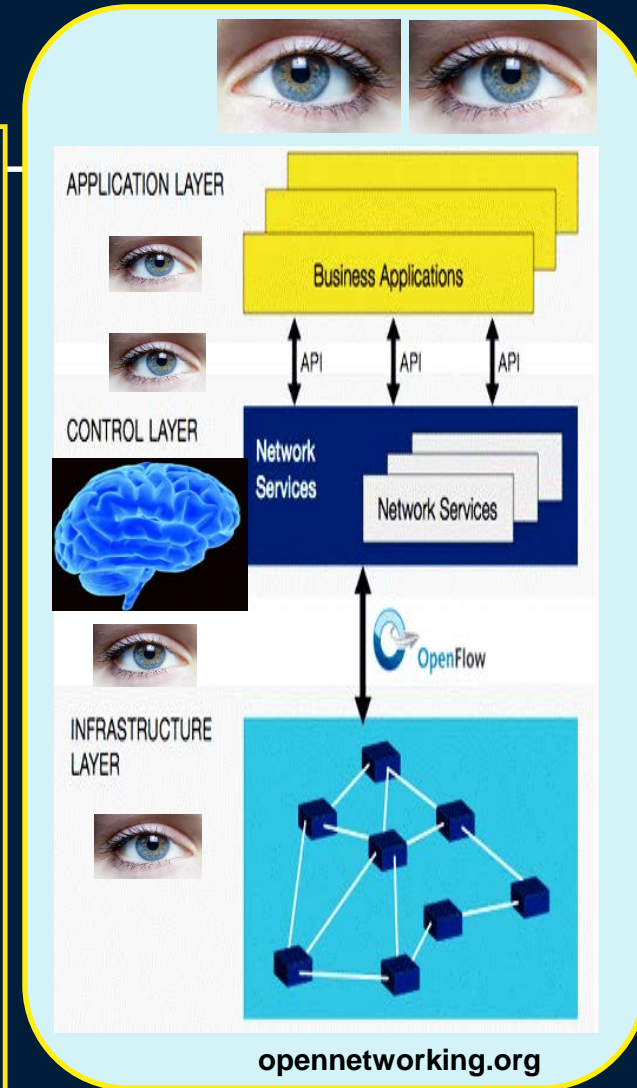 APPLICATION LAYER
Business Applications
API
API
API
CONTROL LAYER
Network
Services
Network Services
OpenFlow
INFRASTRUCTURE
LAYER
opennetworking.org